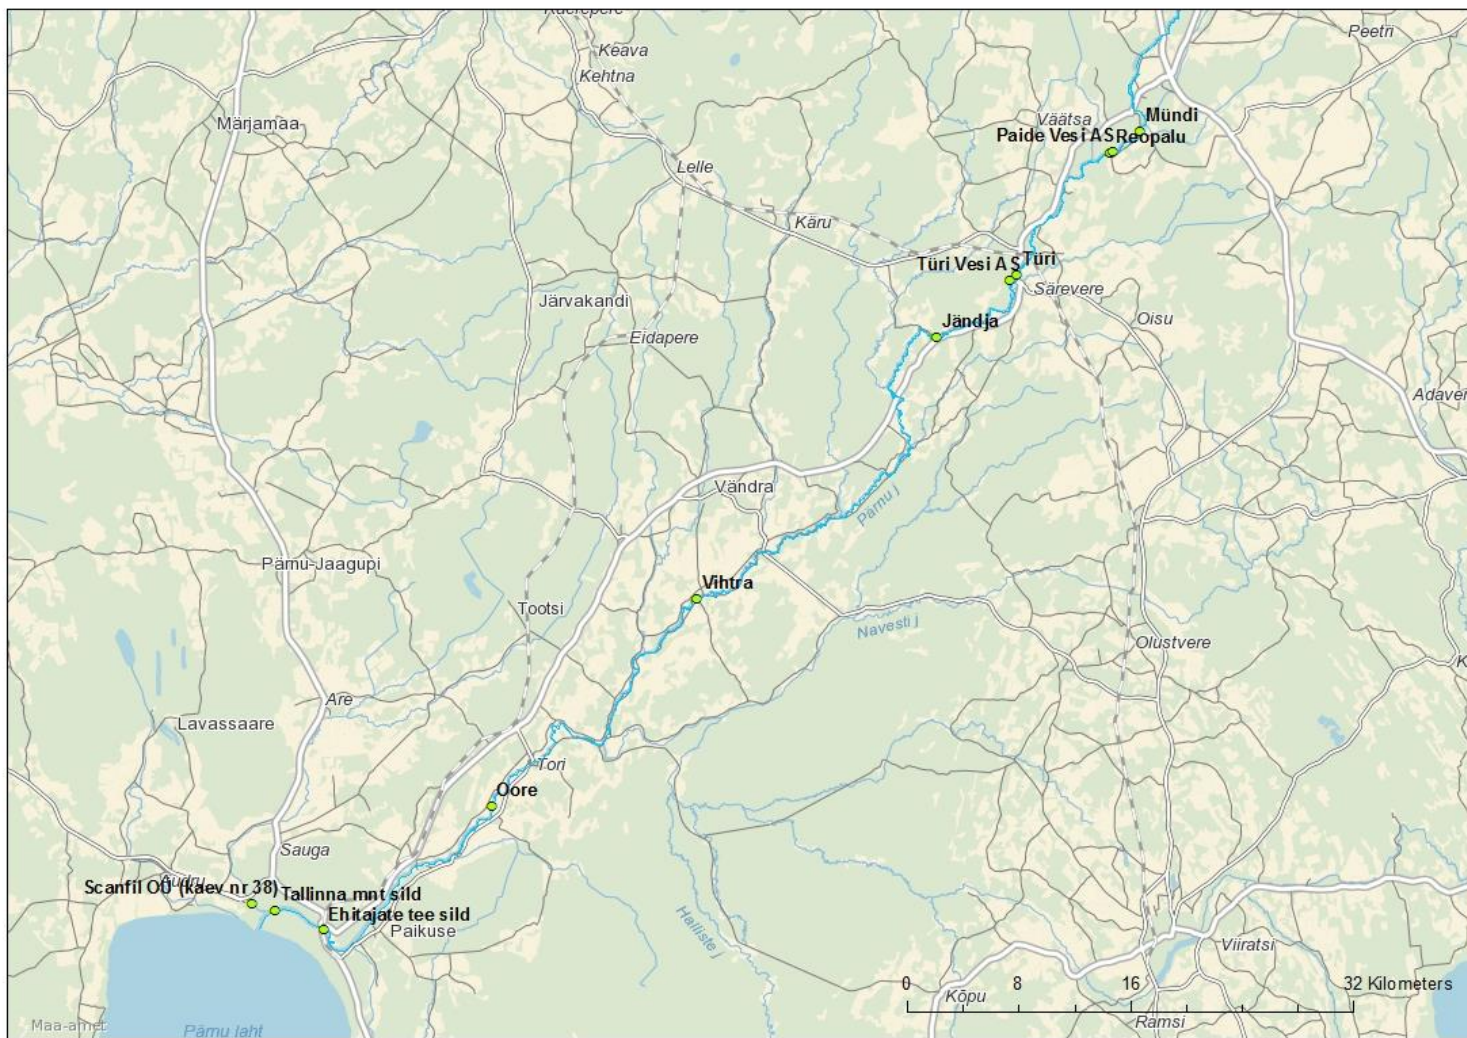 Kuerepere
Peetri
Keava
Kehtna
Märjamaa
Väätsa
Mündi
Paide Vesi AS
Reopalu
Lelle
Käru
Türi Vesi AS
Türi
Särevere
Järvakandi
Jändja
Oisu
Eidapere
Vändra
Pärnu j
Pärnu-Jaagupi
Vihtra
Tootsi
Navesti j
Olustvere
Are
Lavassaare
Tori
Oore
Sauga
Audru
Scanfil OÜ (kaev nr 38)
Tallinna mnt sild
Ehitajate tee sild
Paikuse
Halliste j
Viiratsi
0 8 16 32 Kilometers
Kõpu
Ramsi
Maa-amet
Pärnu laht